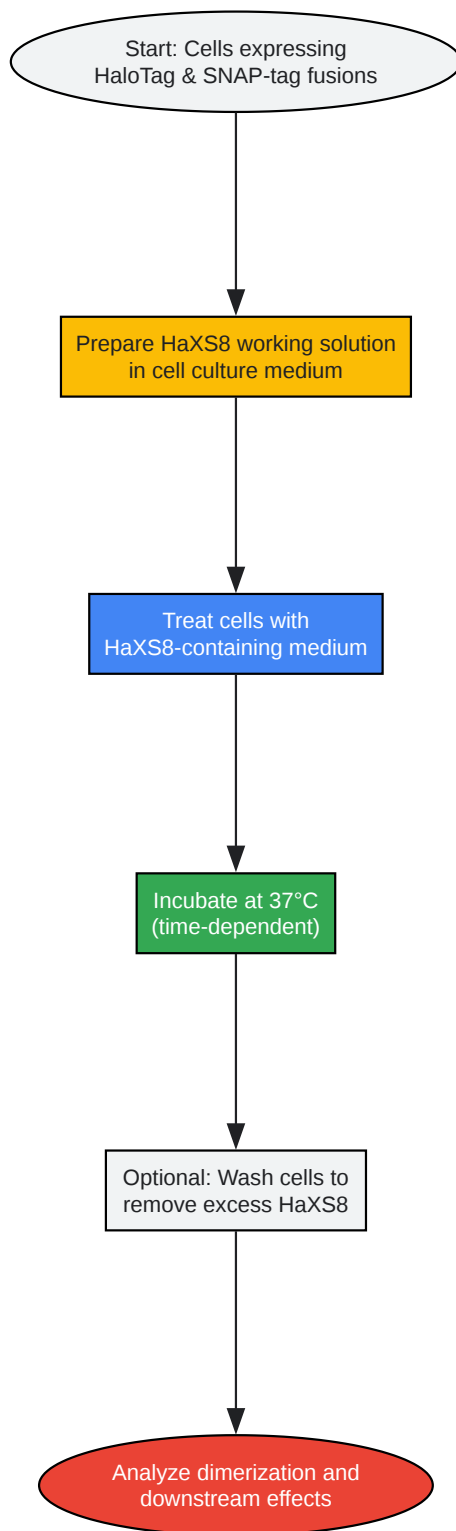 Start: Cells expressing
HaloTag & SNAP-tag fusions
Prepare HaXS8 working solution
in cell culture medium
Treat cells with
HaXS8-containing medium
Incubate at 37°C
(time-dependent)
Optional: Wash cells to
remove excess HaXS8
Analyze dimerization and
downstream effects